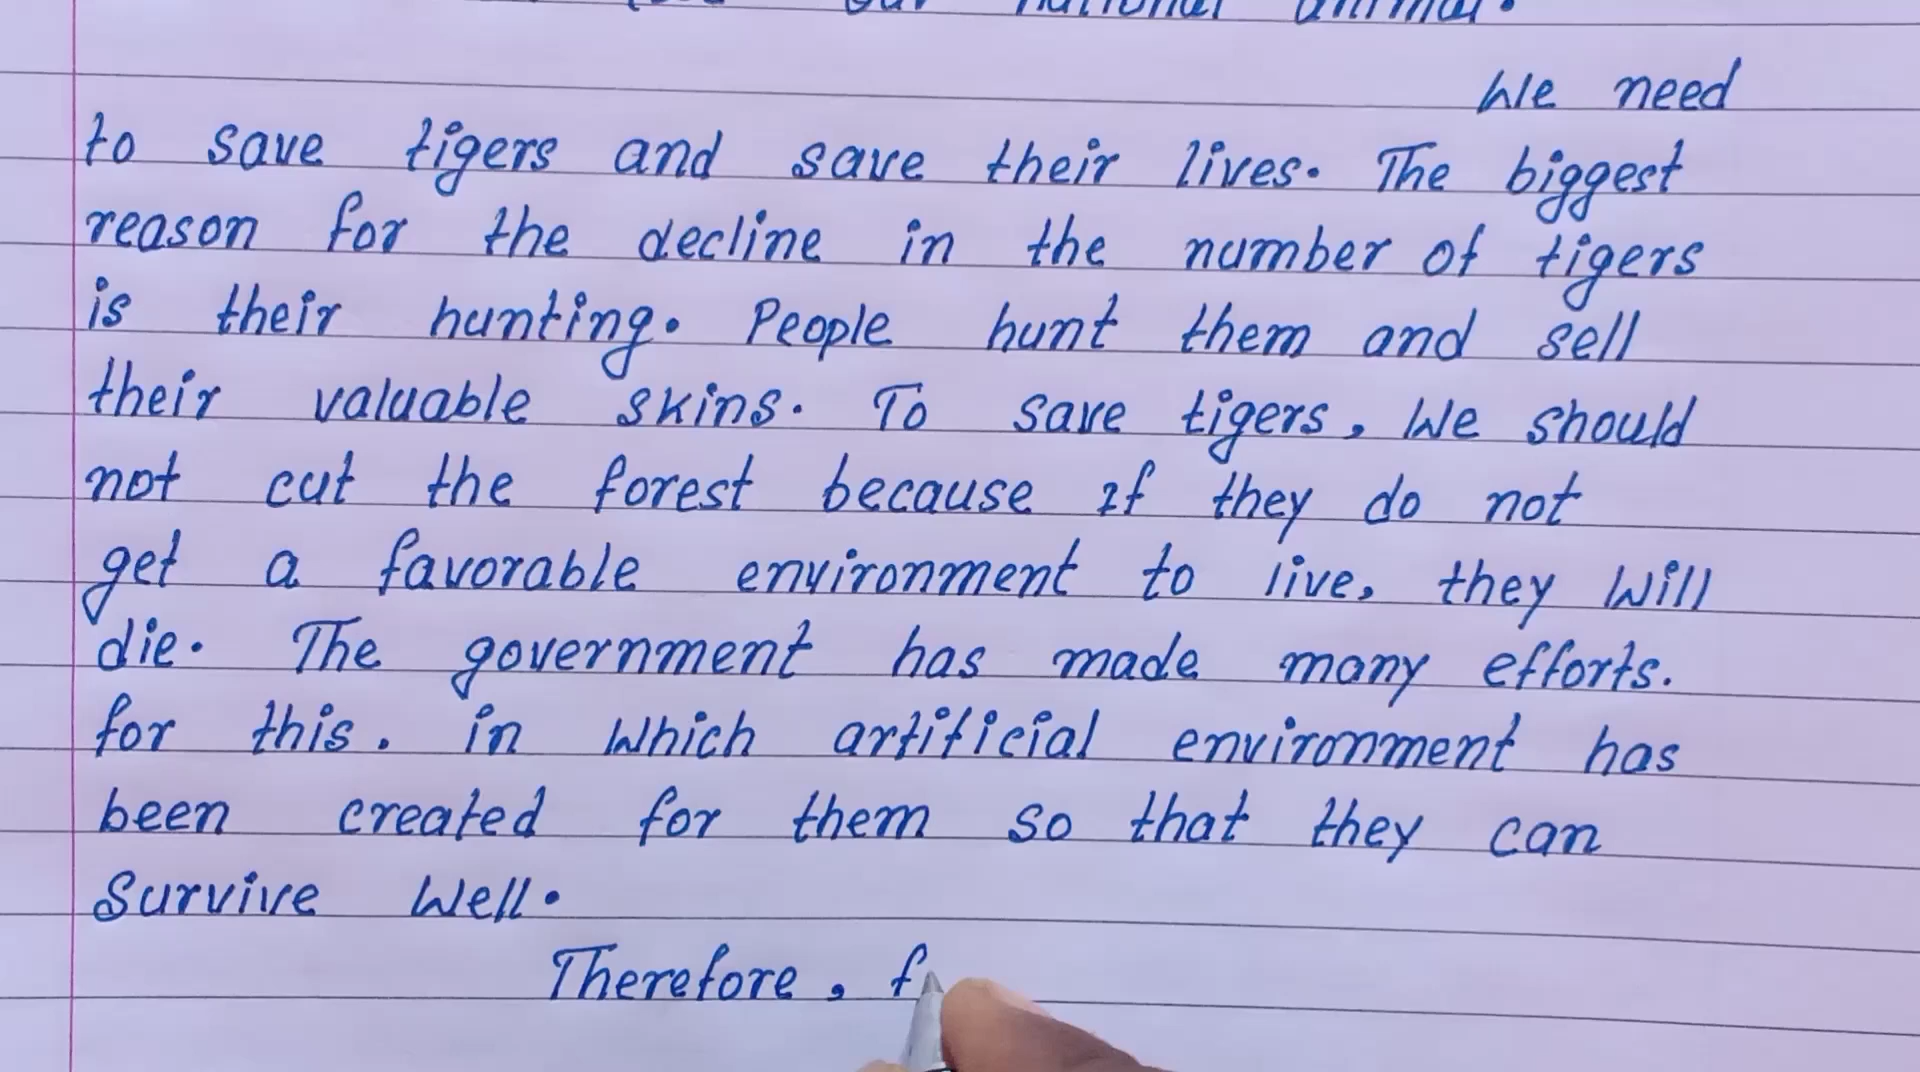 our national animal.
We need
to save tigers and save their lives. The biggest
reason for the decline in the number of tigers
is their hunting. People hunt them and sell
their valuable skins. To save tigers, We should
not cut the forest because if they do not
get a favorable environment to live, they Will
die. The government has made many efforts.
for this. in Which artificial environment has
been created for them so that they can
Survive Well.
Therefore, f